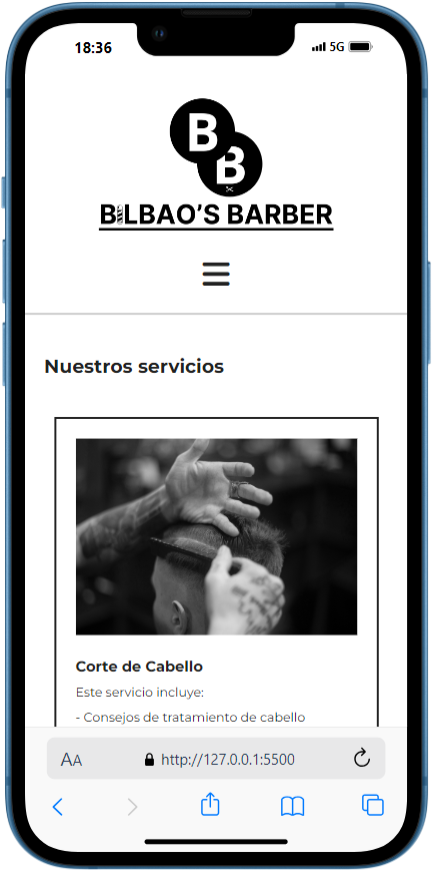 18:36
5G
B
B
BILBAO'S BARBER
Nuestros servicios
Corte de Cabello
Este servicio incluye:
- Consejos de tratamiento de cabello
AA
http://127.0.0.1:5500